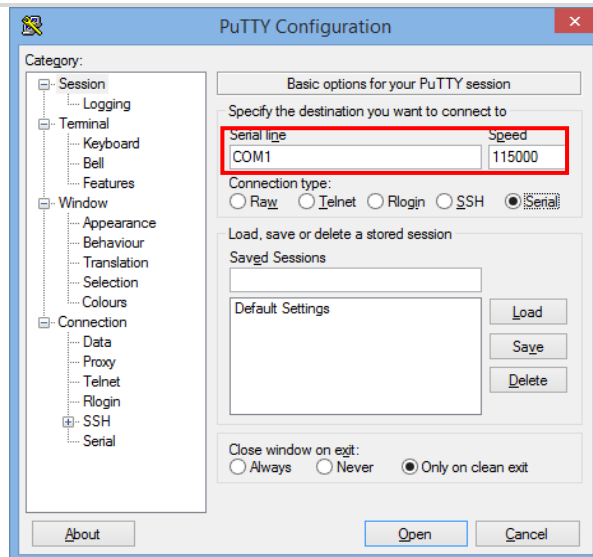 PuTTY Configuration
Category:
Session
Logging
Terminal
Keyboard
Bell
Features
Window
Appearance
Behaviour
Translation
Selection
Colours
Connection
Data
Proxy
Telnet
Rlogin
SSH
Serial
Basic options for your PuTTY session
Specify the destination you want to connect to
Serial line Speed
COM1 115000
Connection type:
Raw Telnet Rlogin SSH Serial
Load, save or delete a stored session
Saved Sessions
Default Settings
Load
Save
Delete
Close window on exit:
Always Never Only on clean exit
About Open Cancel